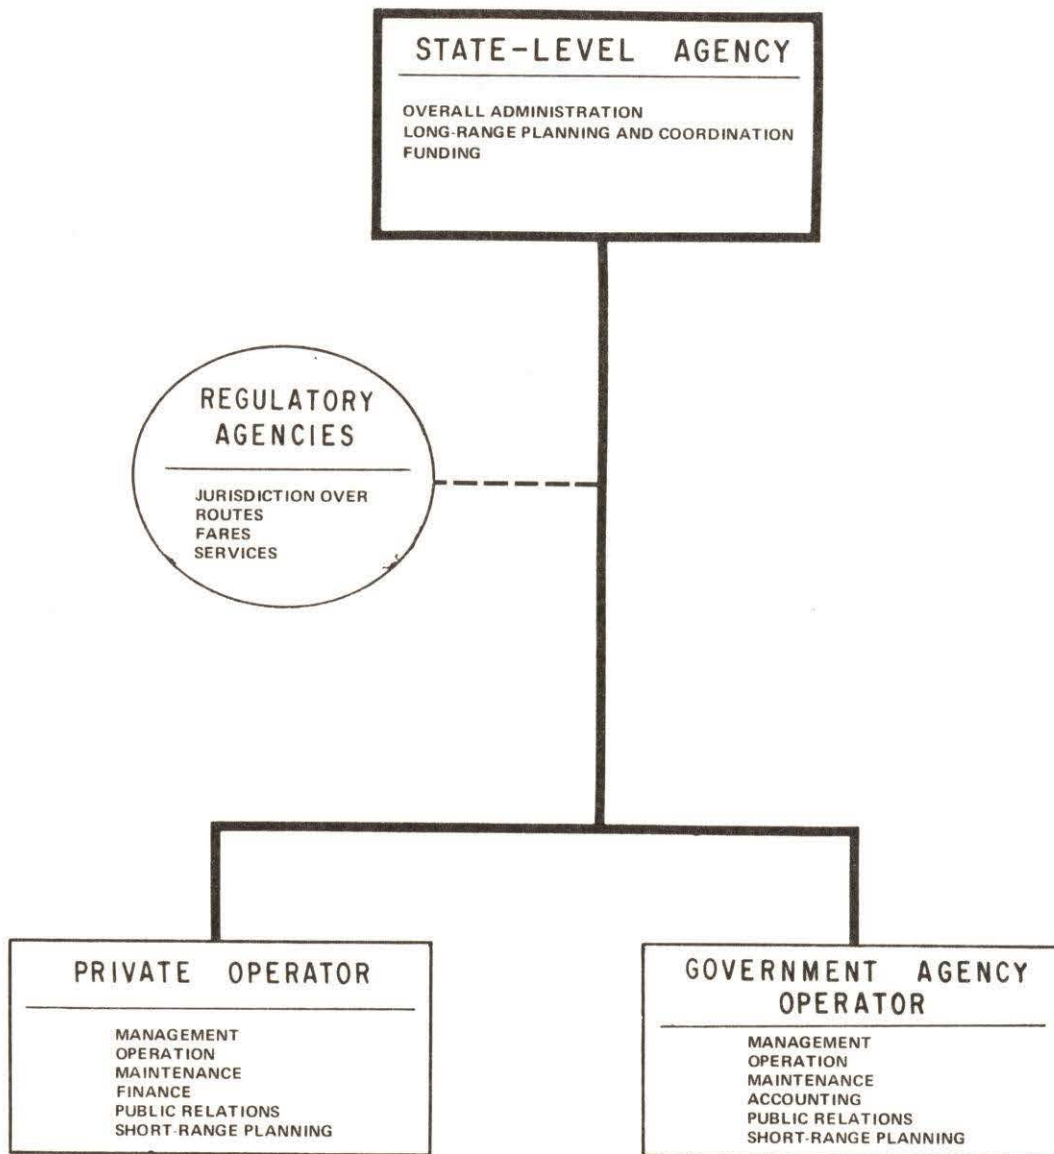 STATE-LEVEL AGENCY
OVERALL ADMINISTRATION
LONG-RANGE PLANNING AND COORDINATION
FUNDING
REGULATORY
AGENCIES
JURISDICTION OVER
ROUTES
FARES
SERVICES
PRIVATE OPERATOR
MANAGEMENT
OPERATION
MAINTENANCE
FINANCE
PUBLIC RELATIONS
SHORT-RANGE PLANNING
GOVERNMENT AGENCY
OPERATOR
MANAGEMENT
OPERATION
MAINTENANCE
ACCOUNTING
PUBLIC RELATIONS
SHORT-RANGE PLANNING